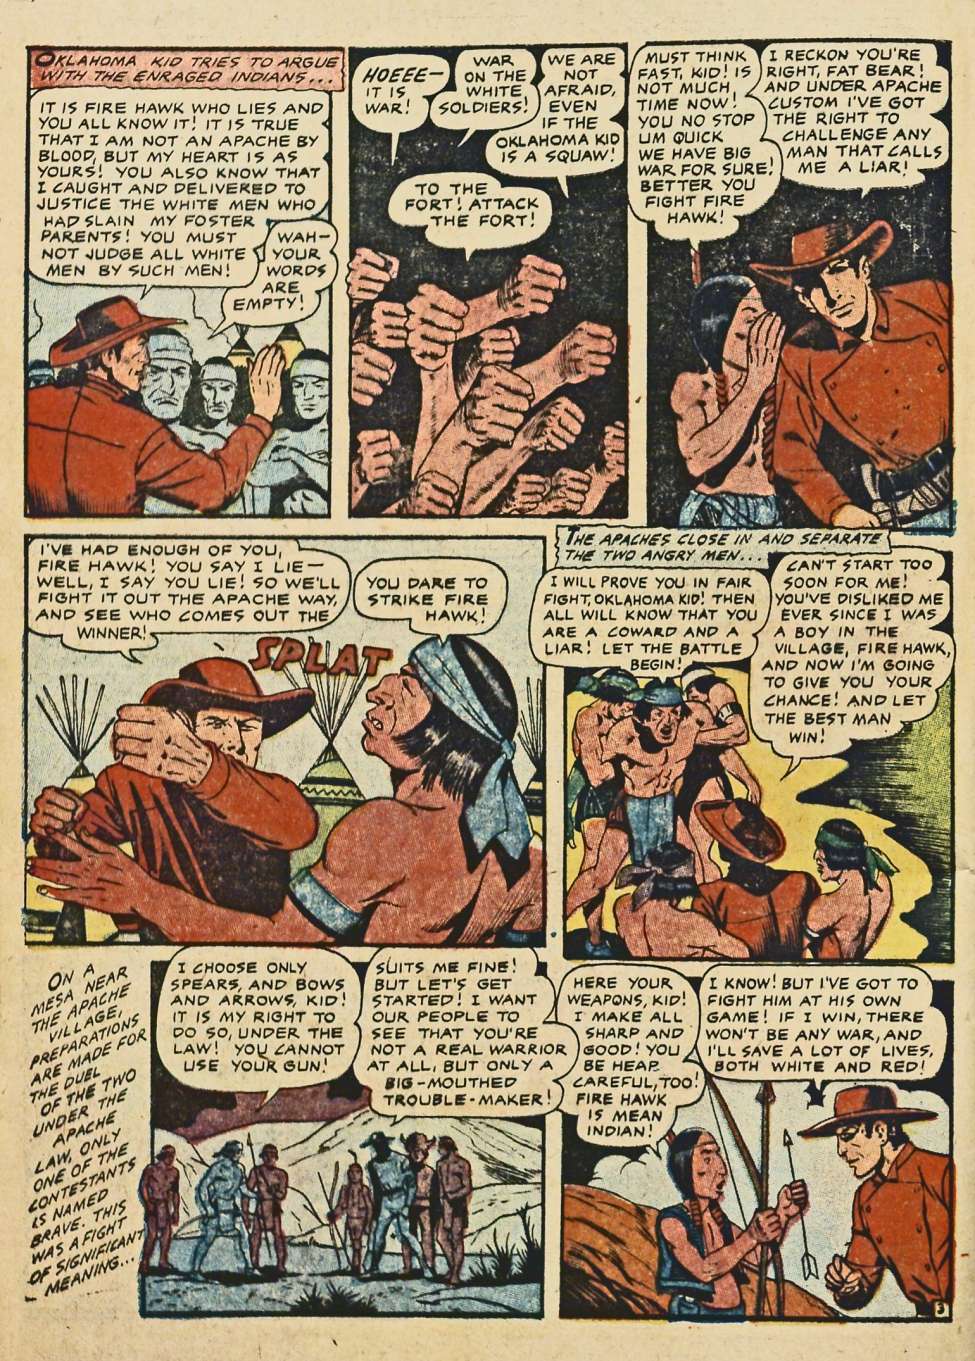 OKLAHOMA KID TRIES TO ARGUE
WITH THE ENRAGED INDIANS...
IT IS FIRE HAWK WHO LIES AND
YOU ALL KNOW IT! IT IS TRUE
THAT I AM NOT AN APACHE BY
BLOOD, BUT MY HEART IS AS
YOURS! YOU ALSO KNOW THAT
I CAUGHT AND DELIVERED TO
JUSTICE THE WHITE MEN WHO
HAD SLAIN MY FOSTER
PARENTS! YOU MUST
NOT JUDGE ALL WHITE
MEN BY SUCH MEN!
WAH-
YOUR
WORDS
ARE
EMPTY!
HOEEE-
IT IS
WAR!
WAR
ON THE
WHITE
SOLDIERS!
WE ARE
NOT
AFRAID,
EVEN
IF THE
OKLAHOMA KID
IS A SQUAW!
TO THE
FORT! ATTACK
THE FORT!
MUST THINK
FAST, KID! IS
NOT MUCH
TIME NOW!
YOU NO STOP
UM QUICK
WE HAVE BIG
WAR FOR SURE!
BETTER YOU
FIGHT FIRE
HAWK!
I RECKON YOU'RE
RIGHT, FAT BEAR!
AND UNDER APACHE
CUSTOM I'VE GOT
THE RIGHT TO
CHALLENGE ANY
MAN THAT CALLS
ME A LIAR!
I'VE HAD ENOUGH OF YOU,
FIRE HAWK! YOU SAY I LIE-
WELL, I SAY YOU LIE! SO WE'LL
FIGHT IT OUT THE APACHE WAY,
AND SEE WHO COMES OUT THE
WINNER!
YOU DARE TO
STRIKE FIRE
HAWK!
SPLAT
THE APACHES CLOSE IN AND SEPARATE
THE TWO ANGRY MEN...
I WILL PROVE YOU IN FAIR
FIGHT, OKLAHOMA KID! THEN
ALL WILL KNOW THAT YOU
ARE A COWARD AND A
LIAR! LET THE BATTLE
BEGIN!
CAN'T START TOO
SOON FOR ME!
YOU'VE DISLIKED ME
EVER SINCE I WAS
A BOY IN THE
VILLAGE, FIRE HAWK,
AND NOW I'M GOING
TO GIVE YOU YOUR
CHANCE! AND LET
THE BEST MAN
WIN!
ON A
MESA NEAR
THE APACHE
VILLAGE,
PREPARATIONS
ARE MADE FOR
THE DUEL
OF THE TWO
UNDER THE
APACHE
LAW, ONLY
ONE OF THE
CONTESTANTS
IS NAMED
BRAVE. THIS
WAS A FIGHT
OF SIGNIFICANT
MEANING...
I CHOOSE ONLY
SPEARS, AND BOWS
AND ARROWS, KID!
IT IS MY RIGHT TO
DO SO, UNDER THE
LAW! YOU CANNOT
USE YOUR GUN!
SUITS ME FINE!
BUT LET'S GET
STARTED! I WANT
OUR PEOPLE TO
SEE THAT YOU'RE
NOT A REAL WARRIOR
AT ALL, BUT ONLY A
BIG-MOUTHED
TROUBLE-MAKER!
HERE YOUR
WEAPONS, KID!
I MAKE ALL
SHARP AND
GOOD! YOU
BE HEAP
CAREFUL, TOO!
FIRE HAWK
IS MEAN
INDIAN!
I KNOW! BUT I'VE GOT TO
FIGHT HIM AT HIS OWN
GAME! IF I WIN, THERE
WON'T BE ANY WAR, AND
I'LL SAVE A LOT OF LIVES,
BOTH WHITE AND RED!
3